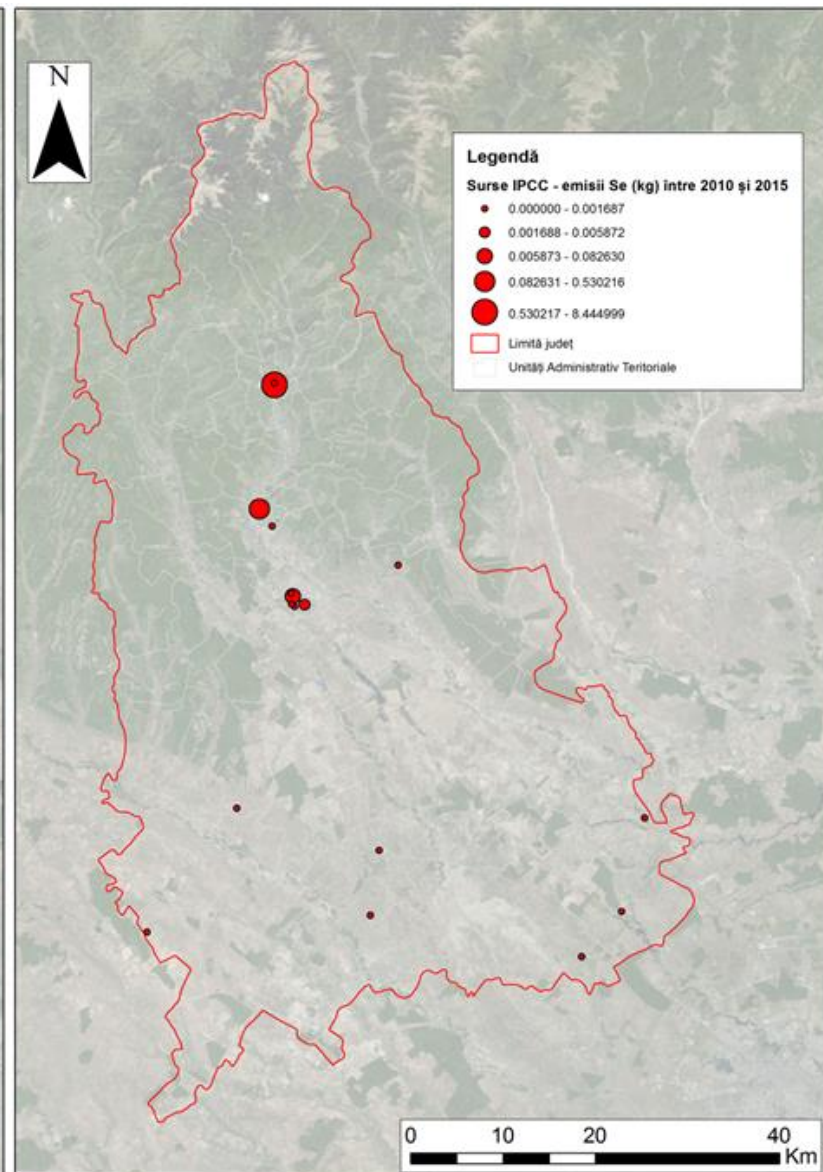 N
Legendă
Surse IPCC - emisii Se (kg) între 2010 și 2015
0.000000 - 0.001687
0.001688 - 0.005872
0.005873 - 0.082630
0.082631 - 0.530216
0.530217 - 8.444999
Limită județ
Unități Administrativ Teritoriale
0 10 20 40
Km